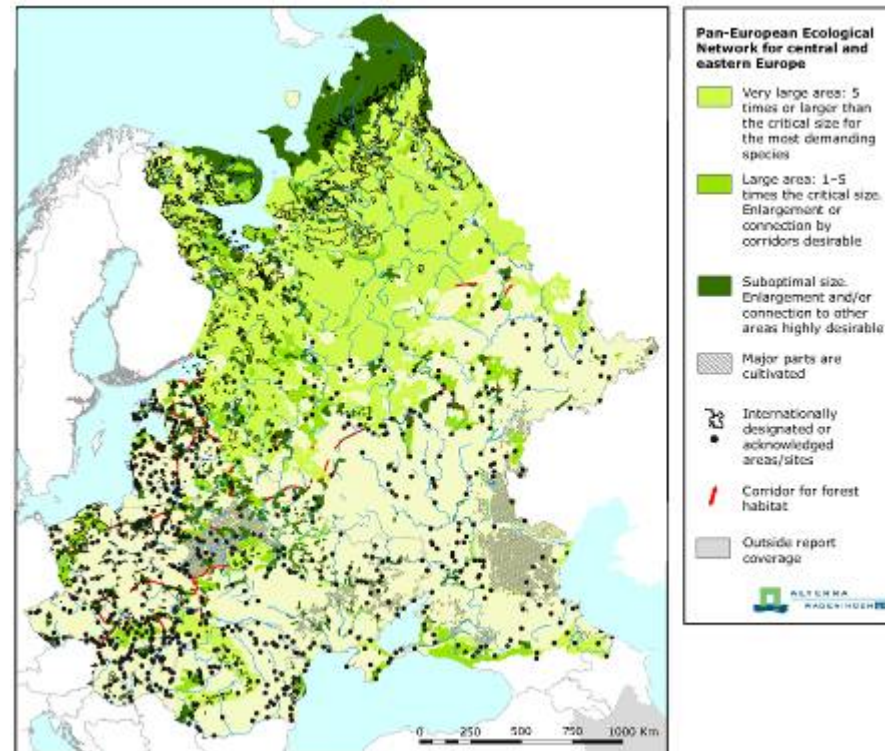 Pan-European Ecological
Network for central and
eastern Europe
Very large area: 5
times or larger than
the critical size for
the most demanding
species
Large area: 1–5
times the critical size.
Enlargement or
connection by
corridors desirable
Suboptimal size.
Enlargement and/or
connection to other
areas highly desirable
Major parts are
cultivated
Internationally
designated or
acknowledged
areas/sites
Corridor for forest
habitat
Outside report
coverage
ALTERRA
0 250 500 750 1000 Km